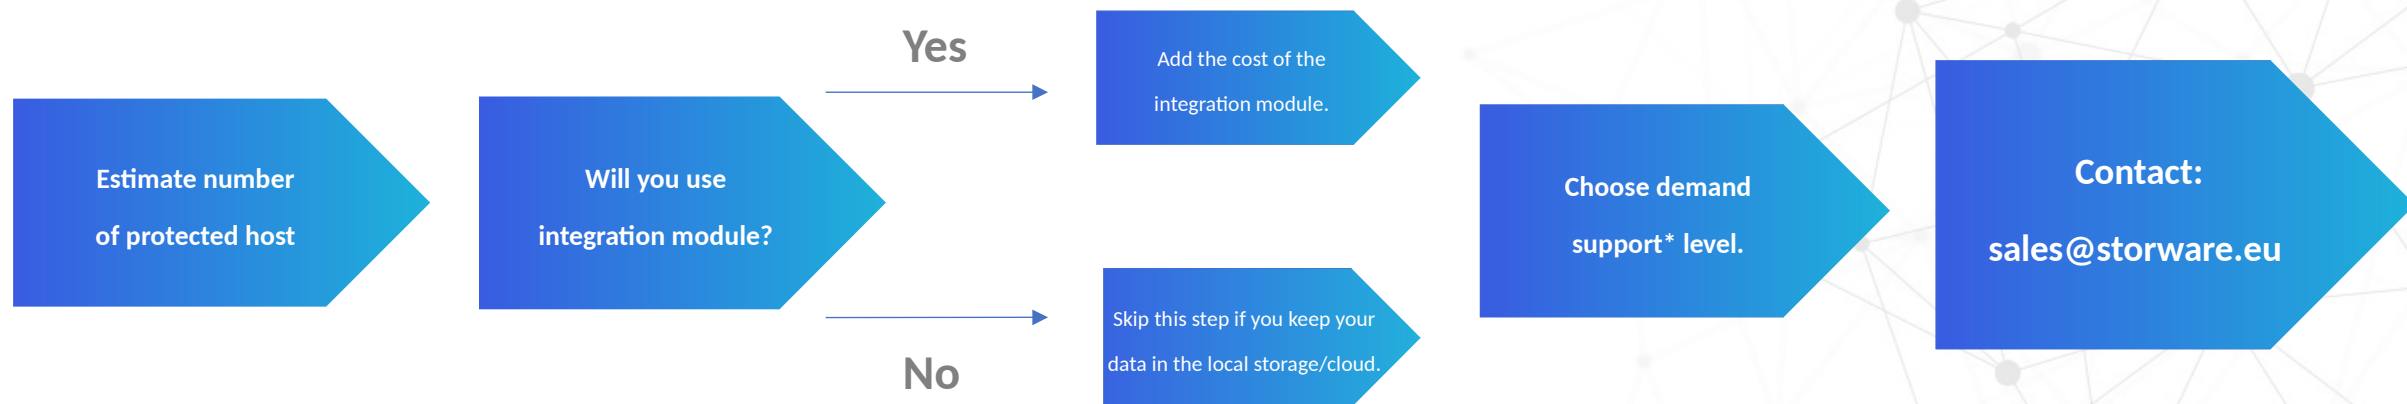 Estimate number
of protected host
Will you use
integration module?
Yes
Add the cost of the
integration module.
No
Skip this step if you keep your
data in the local storage/cloud.
Choose demand
support* level.
Contact:
sales@storware.eu